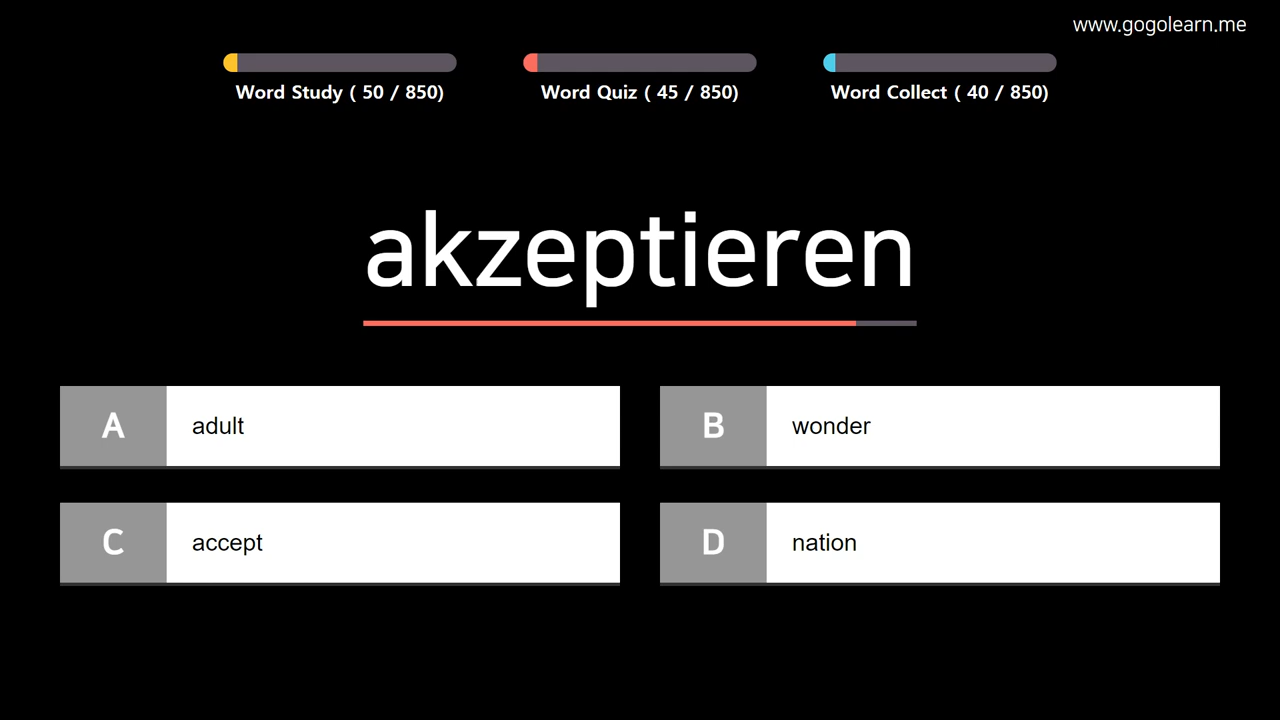 www.gogolearn.me
Word Study ( 50 / 850)
Word Quiz ( 45 / 850)
Word Collect ( 40 / 850)
akzeptieren
A adult
B wonder
C accept
D nation